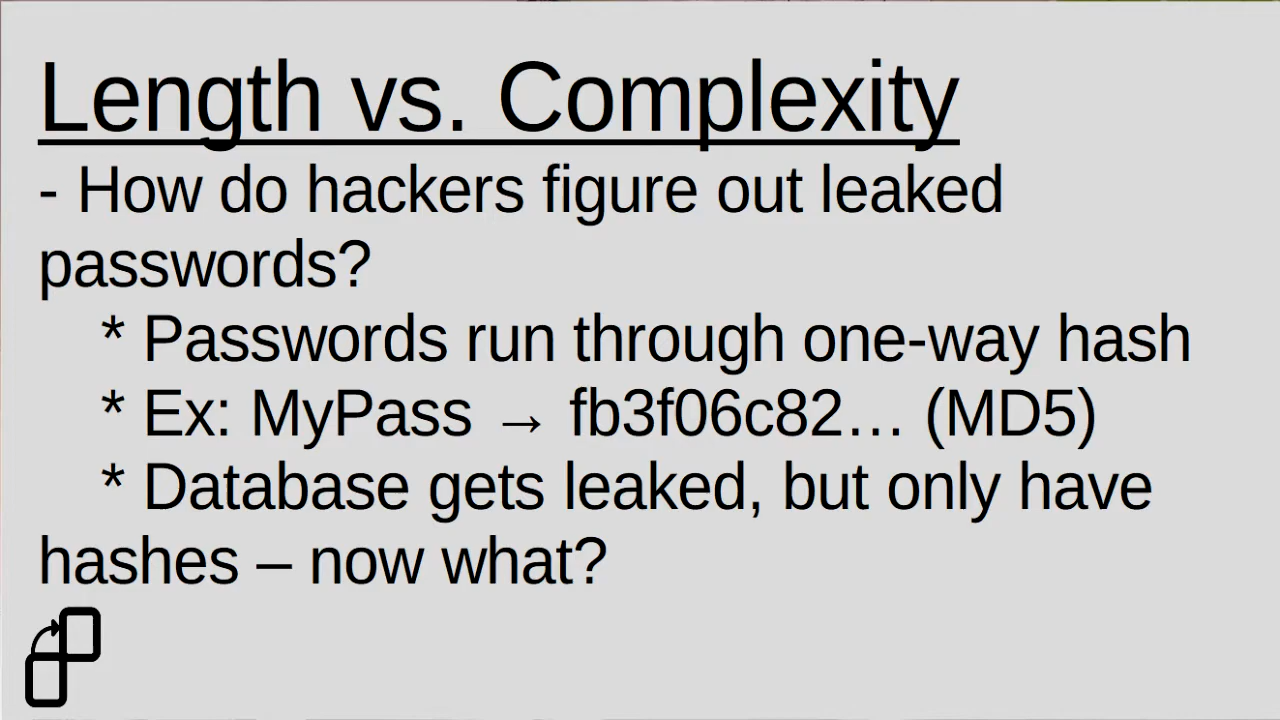 Length vs. Complexity
- How do hackers figure out leaked
passwords?
* Passwords run through one-way hash
* Ex: MyPass → fb3f06c82… (MD5)
* Database gets leaked, but only have
hashes – now what?